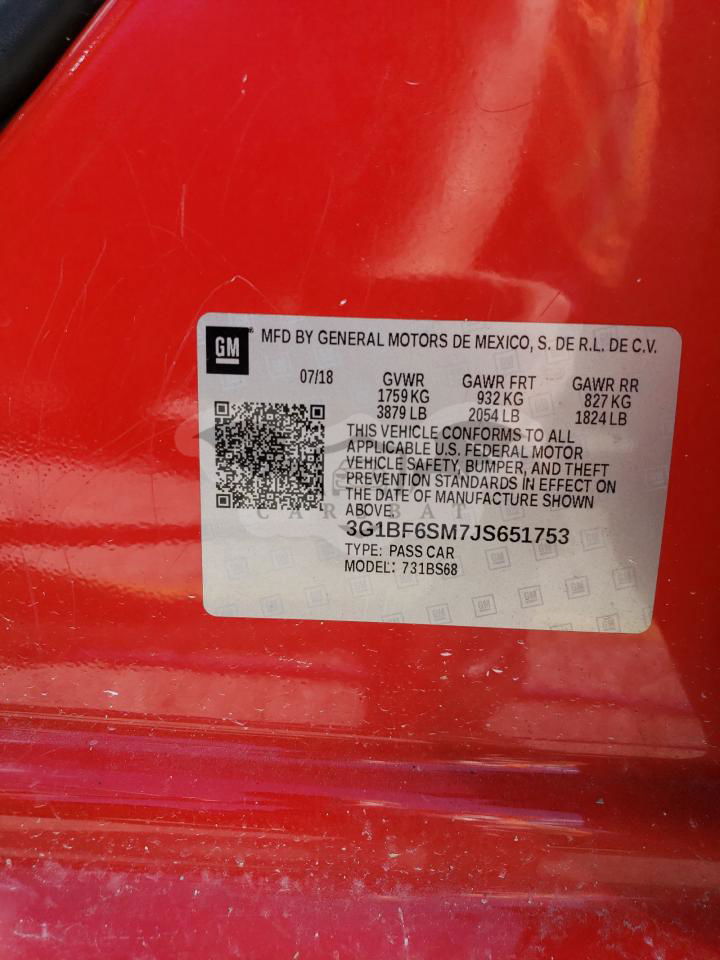 GM
MFD BY GENERAL MOTORS DE MEXICO, S. DE R.L. DE C.V.
07/18 GVWR GAWR FRT GAWR RR
1759 KG 932 KG 827 KG
3879 LB 2054 LB 1824 LB
THIS VEHICLE CONFORMS TO ALL
APPLICABLE U.S. FEDERAL MOTOR
VEHICLE SAFETY, BUMPER, AND THEFT
PREVENTION STANDARDS IN EFFECT ON
THE DATE OF MANUFACTURE SHOWN
ABOVE.
CARSBAT
3G1BF6SM7JS651753
TYPE: PASS CAR
MODEL: 731BS68